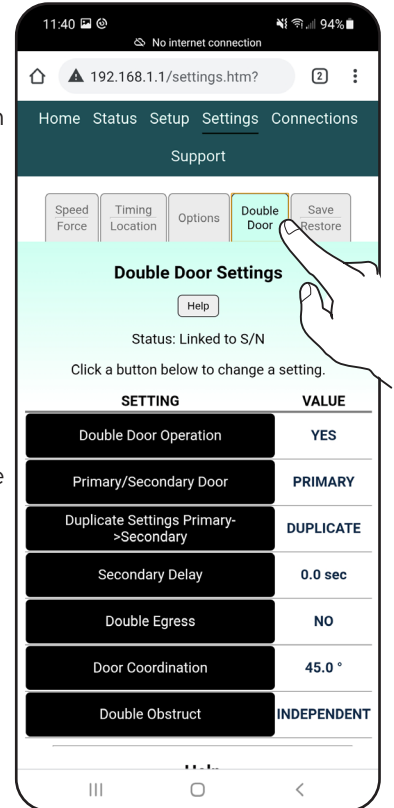 11:40
94%
No internet connection
192.168.1.1/settings.htm?
2
Home Status Setup Settings Connections
Support
Speed
Force
Timing
Location
Options
Double
Door
Save
Restore
Double Door Settings
Help
Status: Linked to S/N
Click a button below to change a setting.
SETTING VALUE
Double Door Operation YES
Primary/Secondary Door PRIMARY
Duplicate Settings Primary-
>Secondary DUPLICATE
Secondary Delay 0.0 sec
Double Egress NO
Door Coordination 45.0 °
Double Obstruct INDEPENDENT